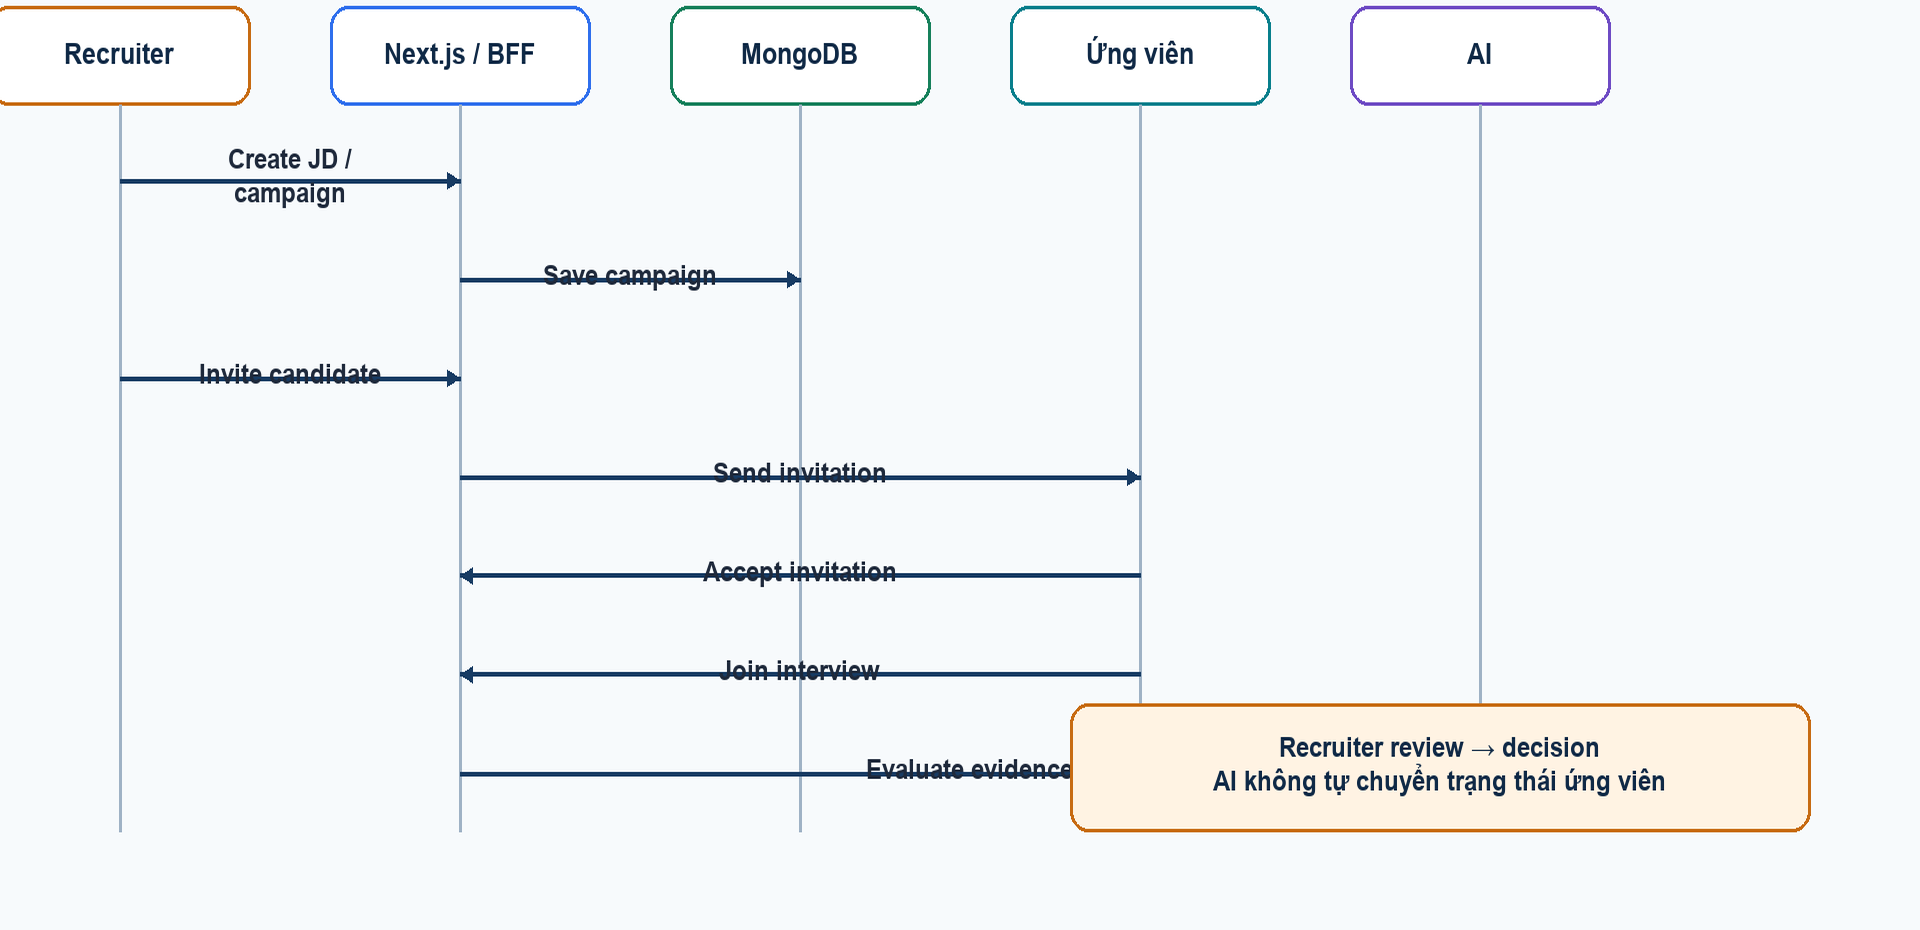 Recruiter
Next.js / BFF
MongoDB
Ứng viên
AI
Create JD /
campaign
Save campaign
Invite candidate
Send invitation
Accept invitation
Join interview
Evaluate evidence
Recruiter review → decision
AI không tự chuyển trạng thái ứng viên